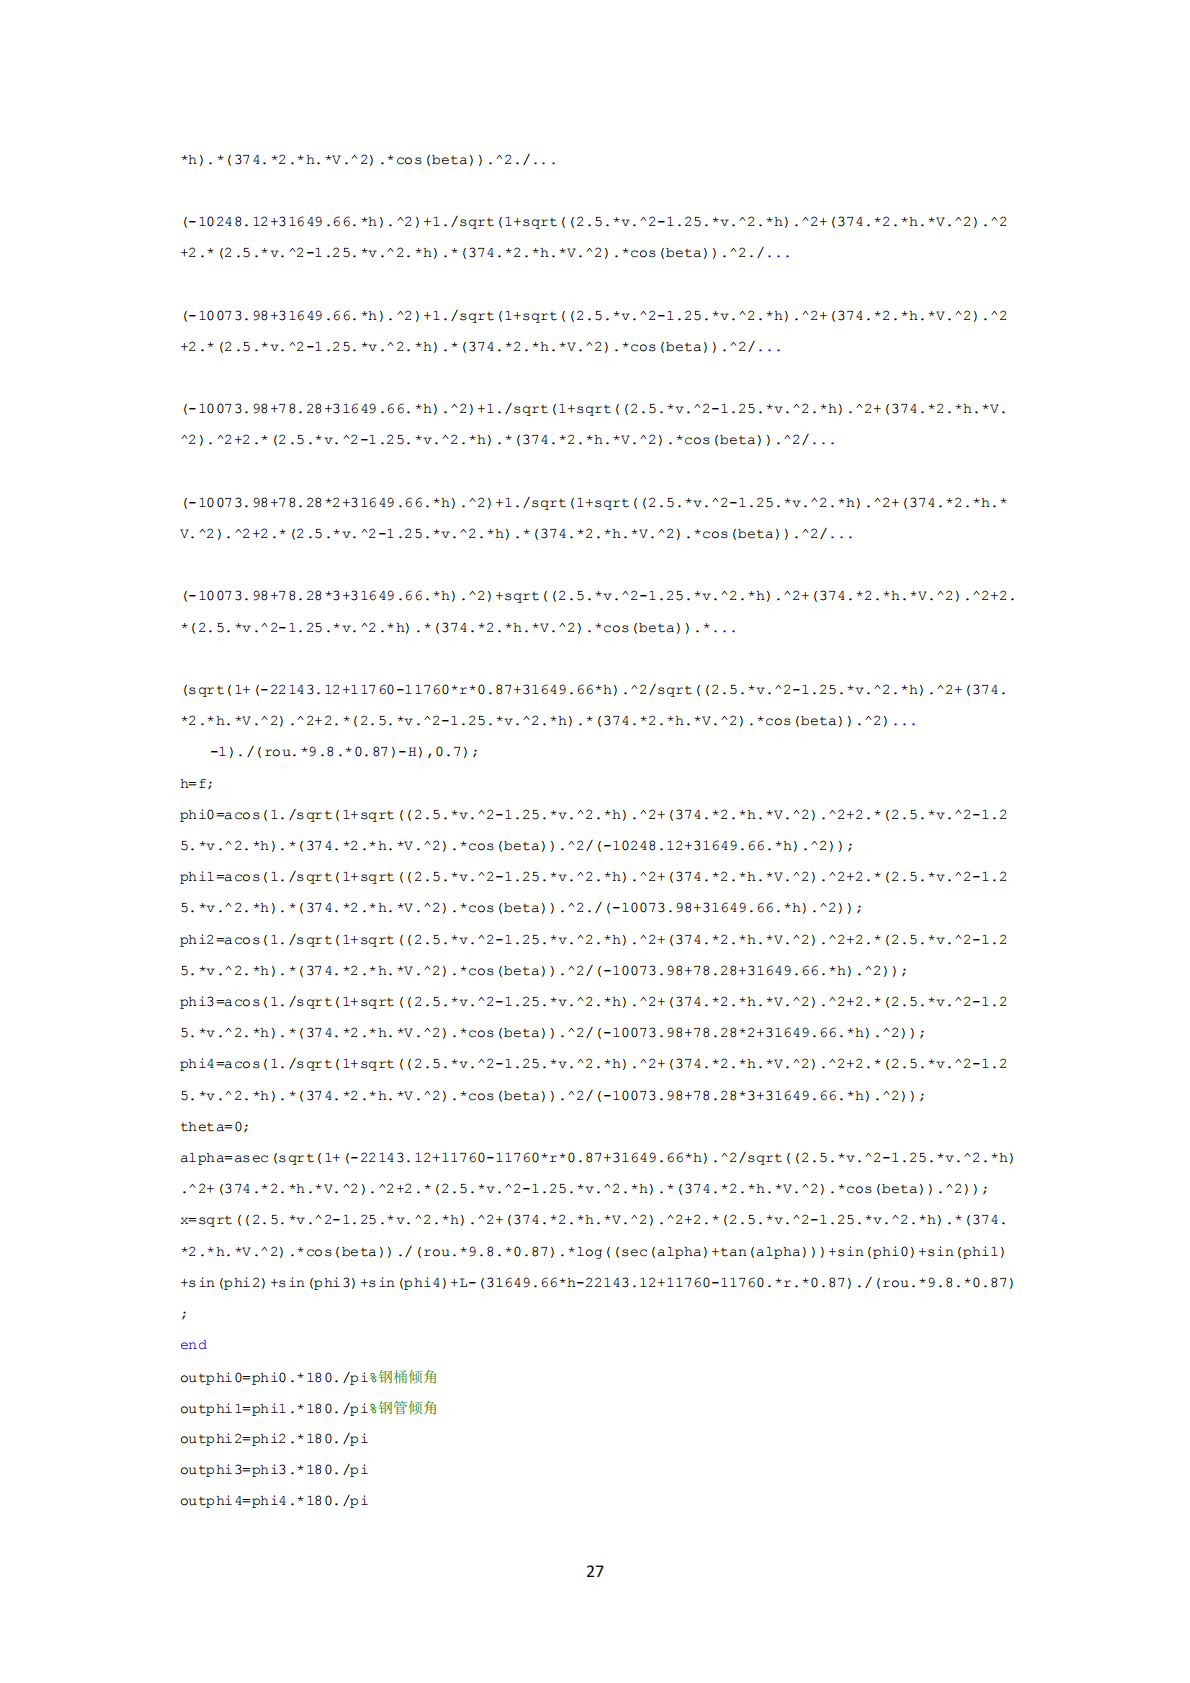 *h).*(374.*2.*h.*V.^2).*cos(beta)).^2./...
(-10248.12+31649.66.*h).^2)+1./sqrt(1+sqrt((2.5.*v.^2-1.25.*v.^2.*h).^2+(374.*2.*h.*V.^2).^2
+2.*(2.5.*v.^2-1.25.*v.^2.*h).*(374.*2.*h.*V.^2).*cos(beta)).^2./...
(-10073.98+31649.66.*h).^2)+1./sqrt(1+sqrt((2.5.*v.^2-1.25.*v.^2.*h).^2+(374.*2.*h.*V.^2).^2
+2.*(2.5.*v.^2-1.25.*v.^2.*h).*(374.*2.*h.*V.^2).*cos(beta)).^2/...
(-10073.98+78.28+31649.66.*h).^2)+1./sqrt(1+sqrt((2.5.*v.^2-1.25.*v.^2.*h).^2+(374.*2.*h.*V.
^2).^2+2.*(2.5.*v.^2-1.25.*v.^2.*h).*(374.*2.*h.*V.^2).*cos(beta)).^2/...
(-10073.98+78.28*2+31649.66.*h).^2)+1./sqrt(1+sqrt((2.5.*v.^2-1.25.*v.^2.*h).^2+(374.*2.*h.*
V.^2).^2+2.*(2.5.*v.^2-1.25.*v.^2.*h).*(374.*2.*h.*V.^2).*cos(beta)).^2/...
(-10073.98+78.28*3+31649.66.*h).^2)+sqrt((2.5.*v.^2-1.25.*v.^2.*h).^2+(374.*2.*h.*V.^2).^2+2.
*(2.5.*v.^2-1.25.*v.^2.*h).*(374.*2.*h.*V.^2).*cos(beta)).*...
(sqrt(1+(-22143.12+11760-11760*r*0.87+31649.66*h).^2/sqrt((2.5.*v.^2-1.25.*v.^2.*h).^2+(374.
*2.*h.*V.^2).^2+2.*(2.5.*v.^2-1.25.*v.^2.*h).*(374.*2.*h.*V.^2).*cos(beta)).^2)...
-1)./(rou.*9.8.*0.87)-H),0.7);
h=f;
phi0=acos(1./sqrt(1+sqrt((2.5.*v.^2-1.25.*v.^2.*h).^2+(374.*2.*h.*V.^2).^2+2.*(2.5.*v.^2-1.2
5.*v.^2.*h).*(374.*2.*h.*V.^2).*cos(beta)).^2/(-10248.12+31649.66.*h).^2));
phi1=acos(1./sqrt(1+sqrt((2.5.*v.^2-1.25.*v.^2.*h).^2+(374.*2.*h.*V.^2).^2+2.*(2.5.*v.^2-1.2
5.*v.^2.*h).*(374.*2.*h.*V.^2).*cos(beta)).^2./(-10073.98+31649.66.*h).^2));
phi2=acos(1./sqrt(1+sqrt((2.5.*v.^2-1.25.*v.^2.*h).^2+(374.*2.*h.*V.^2).^2+2.*(2.5.*v.^2-1.2
5.*v.^2.*h).*(374.*2.*h.*V.^2).*cos(beta)).^2/(-10073.98+78.28+31649.66.*h).^2));
phi3=acos(1./sqrt(1+sqrt((2.5.*v.^2-1.25.*v.^2.*h).^2+(374.*2.*h.*V.^2).^2+2.*(2.5.*v.^2-1.2
5.*v.^2.*h).*(374.*2.*h.*V.^2).*cos(beta)).^2/(-10073.98+78.28*2+31649.66.*h).^2));
phi4=acos(1./sqrt(1+sqrt((2.5.*v.^2-1.25.*v.^2.*h).^2+(374.*2.*h.*V.^2).^2+2.*(2.5.*v.^2-1.2
5.*v.^2.*h).*(374.*2.*h.*V.^2).*cos(beta)).^2/(-10073.98+78.28*3+31649.66.*h).^2));
theta=0;
alpha=asec(sqrt(1+(-22143.12+11760-11760*r*0.87+31649.66*h).^2/sqrt((2.5.*v.^2-1.25.*v.^2.*h)
.^2+(374.*2.*h.*V.^2).^2+2.*(2.5.*v.^2-1.25.*v.^2.*h).*(374.*2.*h.*V.^2).*cos(beta)).^2));
x=sqrt((2.5.*v.^2-1.25.*v.^2.*h).^2+(374.*2.*h.*V.^2).^2+2.*(2.5.*v.^2-1.25.*v.^2.*h).*(374.
*2.*h.*V.^2).*cos(beta))./(rou.*9.8.*0.87).*log((sec(alpha)+tan(alpha)))+sin(phi0)+sin(phi1)
+sin(phi2)+sin(phi3)+sin(phi4)+L-(31649.66*h-22143.12+11760-11760.*r.*0.87)./(rou.*9.8.*0.87)
;
end
outphi0=phi0.*180./pi%钢桶倾角
outphi1=phi1.*180./pi%钢管倾角
outphi2=phi2.*180./pi
outphi3=phi3.*180./pi
outphi4=phi4.*180./pi
27